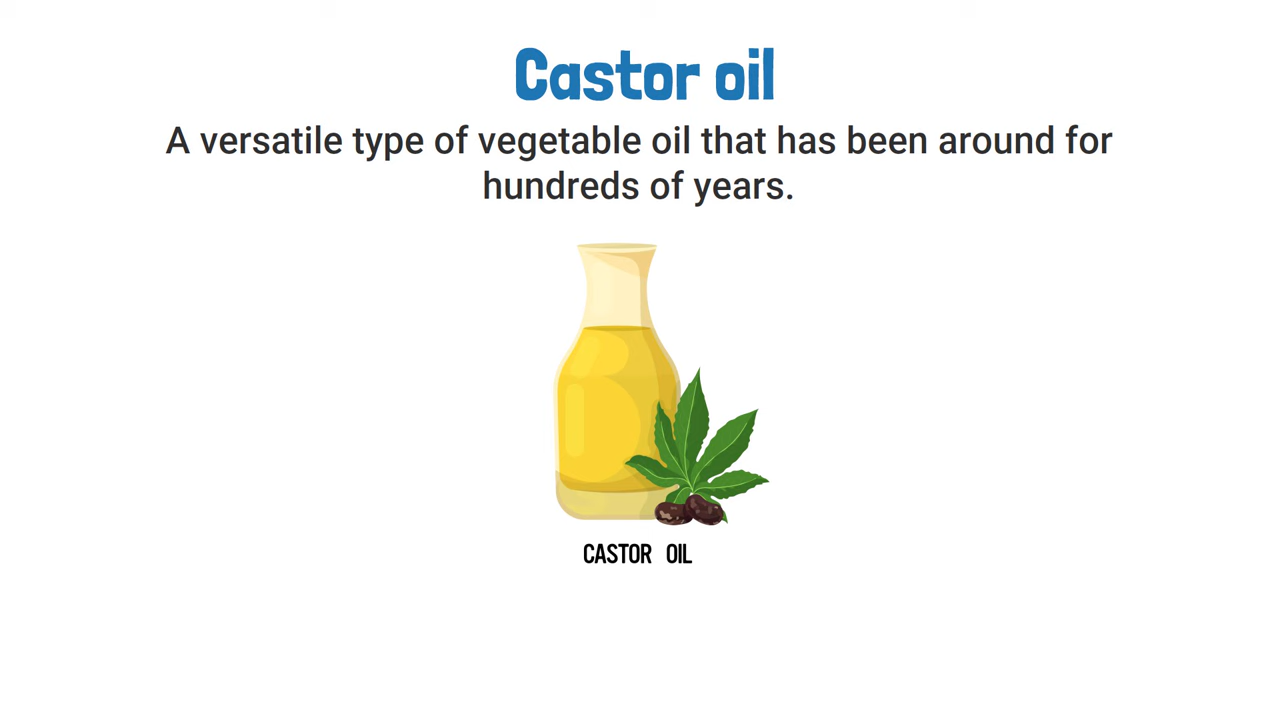 Castor oil
A versatile type of vegetable oil that has been around for
hundreds of years.
CASTOR OIL